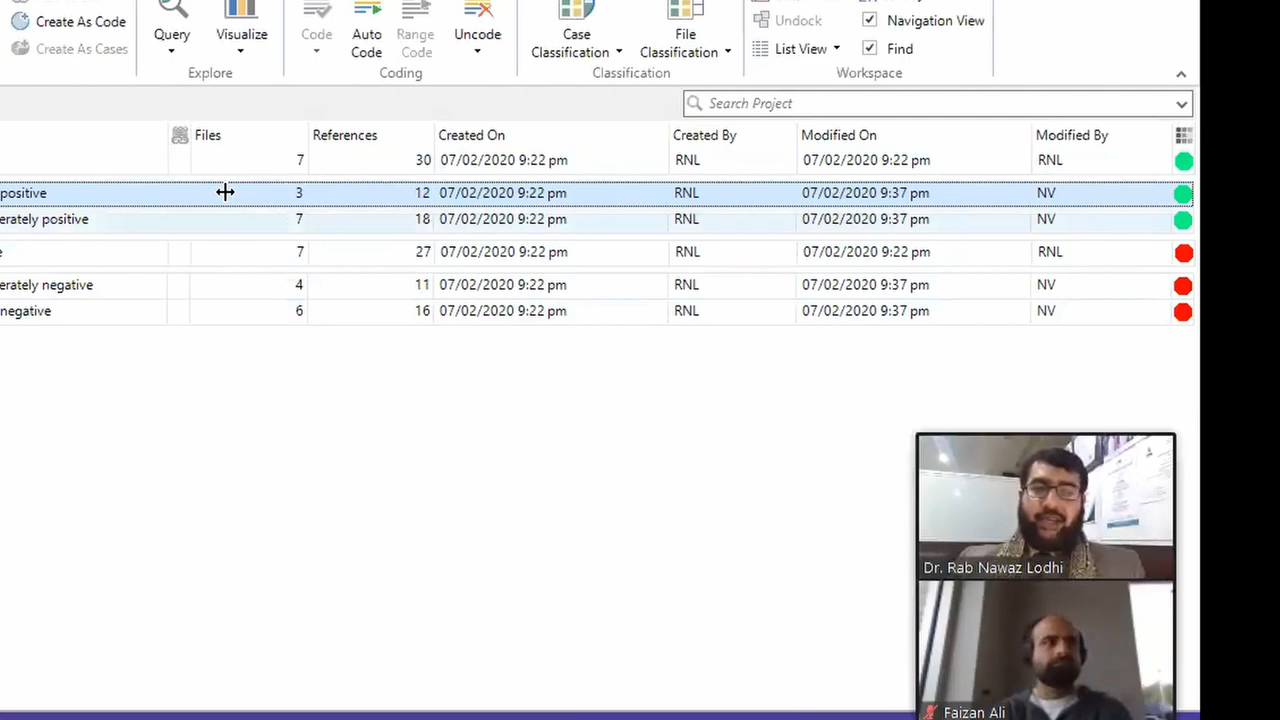 Create As Code
Create As Cases
Query
Visualize
Explore
Code
Auto
Code
Range
Code
Uncode
Coding
Case
Classification
File
Classification
Classification
Undock
Navigation View
List View
Find
Workspace
Search Project
Files References Created On Created By Modified On Modified By
7 30 07/02/2020 9:22 pm RNL 07/02/2020 9:22 pm RNL
positive 3 12 07/02/2020 9:22 pm RNL 07/02/2020 9:37 pm NV
erately positive 7 18 07/02/2020 9:22 pm RNL 07/02/2020 9:37 pm NV
e 7 27 07/02/2020 9:22 pm RNL 07/02/2020 9:22 pm RNL
erately negative 4 11 07/02/2020 9:22 pm RNL 07/02/2020 9:37 pm NV
negative 6 16 07/02/2020 9:22 pm RNL 07/02/2020 9:37 pm NV
Dr. Rab Nawaz Lodhi
Faizan Ali